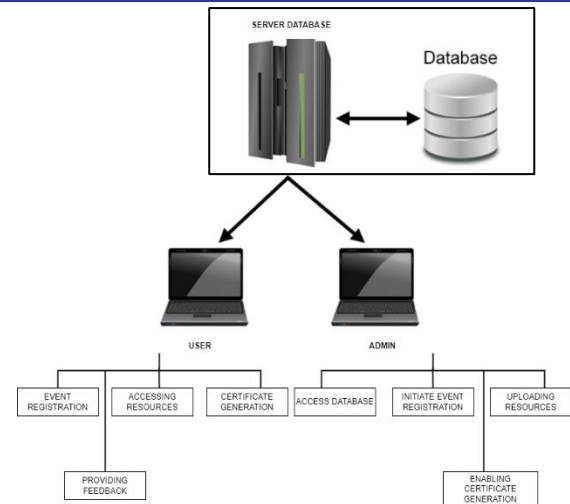 SERVER DATABASE
Database
USER
ADMIN
EVENT
REGISTRATION
ACCESSING
RESOURCES
CERTIFICATE
GENERATION
ACCESS DATABASE
INITIATE EVENT
REGISTRATION
UPLOADING
RESOURCES
PROVIDING
FEEDBACK
ENABLING
CERTIFICATE
GENERATION